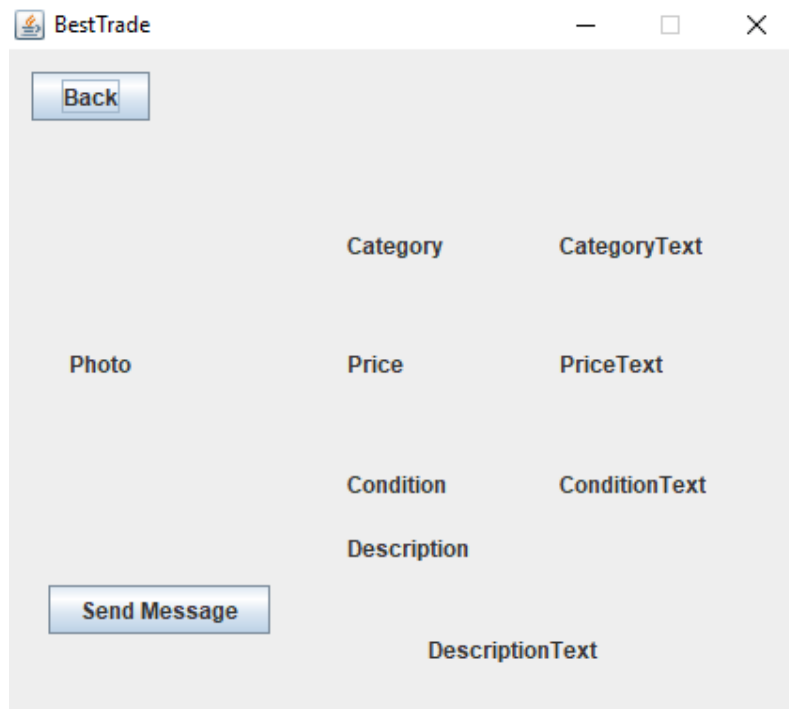 BestTrade
Back
Category CategoryText
Photo Price PriceText
Condition ConditionText
Description
Send Message
DescriptionText